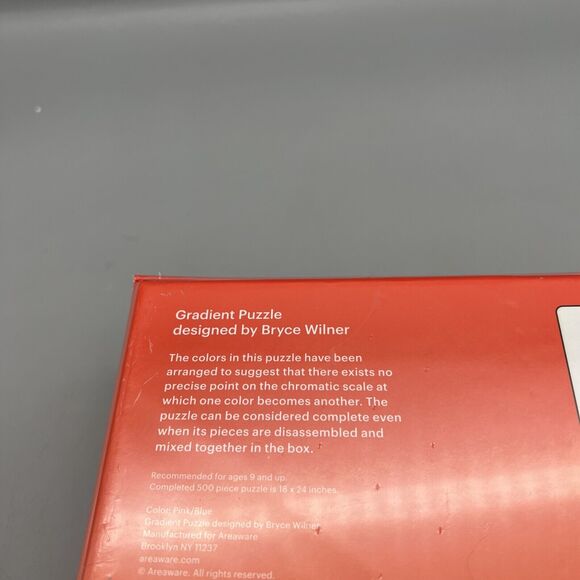 Gradient Puzzle
designed by Bryce Wilner
The colors in this puzzle have been
arranged to suggest that there exists no
precise point on the chromatic scale at
which one color becomes another. The
puzzle can be considered complete even
when its pieces are disassembled and
mixed together in the box.
Recommended for ages 9 and up.
Completed 500 piece puzzle is 18 x 24 inches.
Color: Pink/Blue
Gradient Puzzle designed by Bryce Wilner
Manufactured for Areaware
Brooklyn NY 11237
areaware.com
© Areaware. All rights reserved.